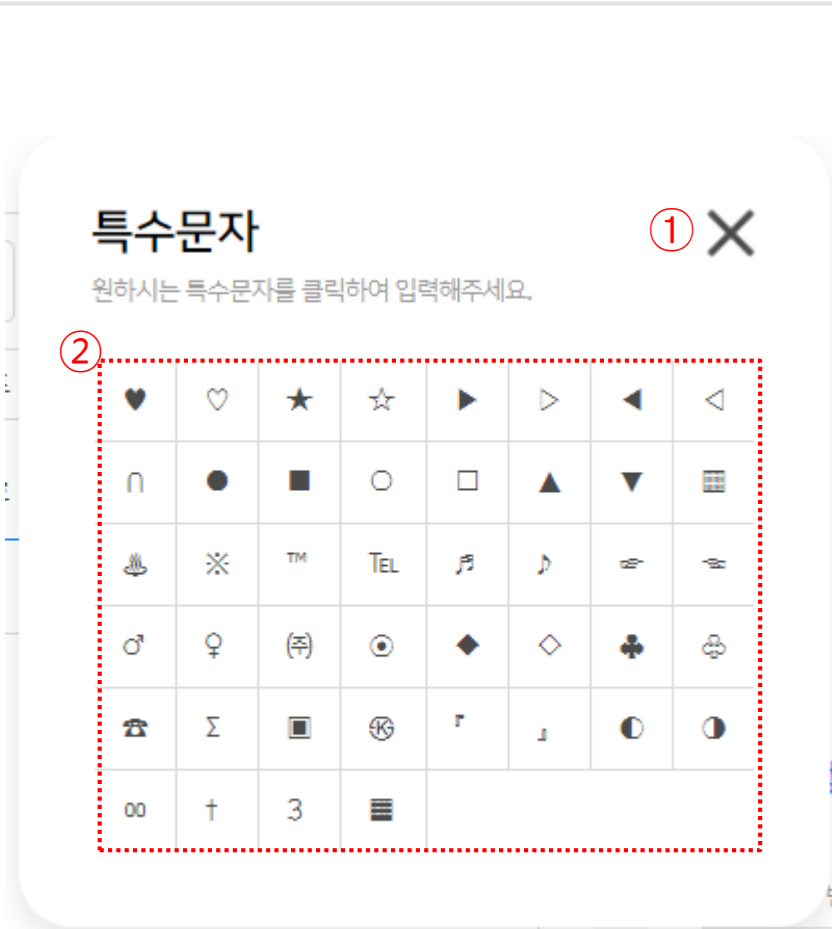 특수문자
① ✕
원하시는 특수문자를 클릭하여 입력해주세요.
②
♥ ♡ ★ ☆ ▶ ▷ ◀ ◁
∩ ● ■ ○ □ ▲ ▼ ▦
♨ ※ ™ ℡ ♬ ♪ ☞ ☜
♂ ♀ ㈜ ⊙ ◆ ◇ ♣ ♧
☎ Σ ▣ ㉿ 『 』 ◐ ◑
∞ † 3 ▤